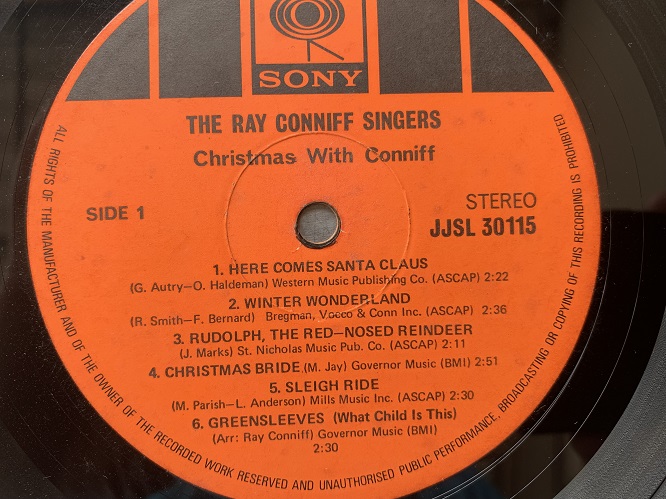 SONY
THE RAY CONNIFF SINGERS
Christmas With Conniff
SIDE 1
STEREO
JJSL 30115
1. HERE COMES SANTA CLAUS
(G. Autry—O. Haldeman) Western Music Publishing Co. (ASCAP) 2:22
2. WINTER WONDERLAND
(R. Smith—F. Bernard) Bregman, Vocco & Conn Inc. (ASCAP) 2:36
3. RUDOLPH, THE RED—NOSED REINDEER
(J. Marks) St. Nicholas Music Pub. Co. (ASCAP) 2:11
4. CHRISTMAS BRIDE (M. Jay) Governor Music (BMI) 2:51
5. SLEIGH RIDE
(M. Parish—L. Anderson) Mills Music Inc. (ASCAP) 2:30
6. GREENSLEEVES (What Child Is This)
(Arr: Ray Conniff) Governor Music (BMI)
2:30
ALL RIGHTS OF THE MANUFACTURER AND OF THE OWNER OF THE RECORDED WORK RESERVED AND UNAUTHORISED PUBLIC PERFORMANCE, BROADCASTING OR COPYING OF THIS RECORDING IS PROHIBITED